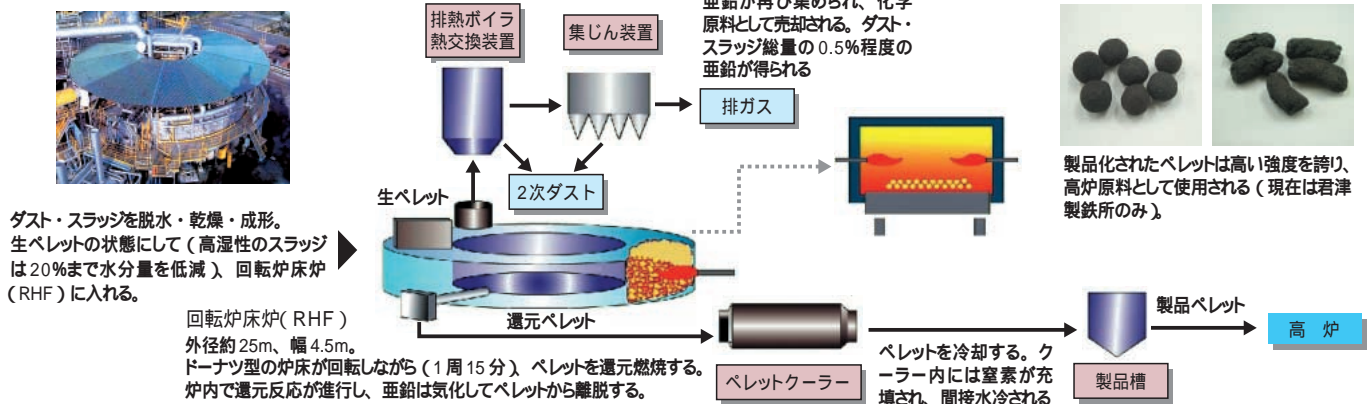 亜鉛が再び集められ、化学
原料として売却される。ダスト・
スラッジ総量の0.5%程度の
亜鉛が得られる
排熱ボイラ
熱交換装置
集じん装置
排ガス
2次ダスト
生ペレット
製品化されたペレットは高い強度を誇り、
高炉原料として使用される(現在は君津
製鉄所のみ)。
ダスト・スラッジを脱水・乾燥・成形。
生ペレットの状態にして(高湿性のスラッジ
は20%まで水分量を低減)、回転炉床炉
(RHF)に入れる。
回転炉床炉(RHF)
外径約25m、幅4.5m。
ドーナツ型の炉床が回転しながら(1周15分)、ペレットを還元燃焼する。
炉内で還元反応が進行し、亜鉛は気化してペレットから離脱する。
還元ペレット
ペレットクーラー
ペレットを冷却する。ク
ーラー内には窒素が充
填され、間接水冷される
製品槽
製品ペレット
高 炉